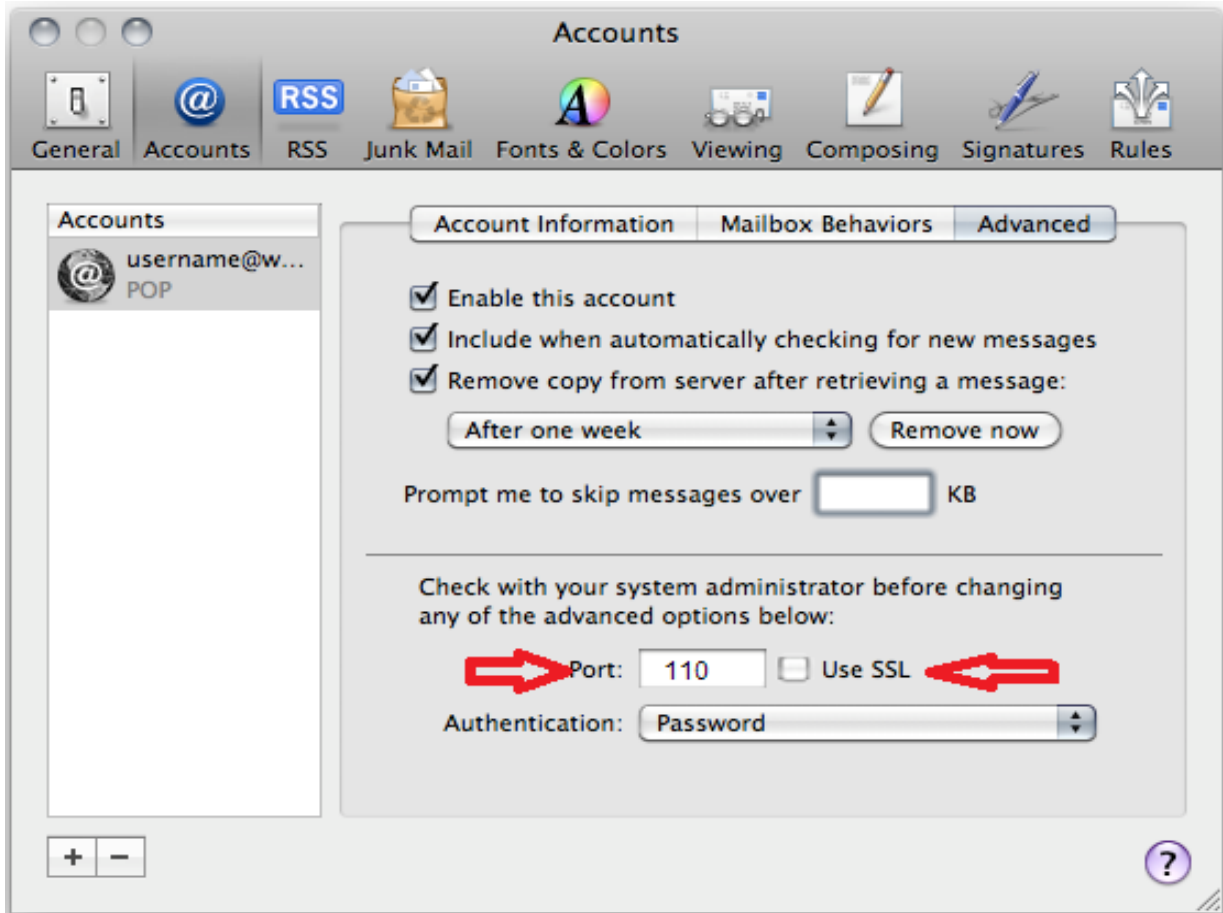 Accounts
General Accounts RSS Junk Mail Fonts & Colors Viewing Composing Signatures Rules
RSS
Accounts
username@w...
POP
Account Information Mailbox Behaviors Advanced
Enable this account
Include when automatically checking for new messages
Remove copy from server after retrieving a message:
After one week Remove now
Prompt me to skip messages over KB
Check with your system administrator before changing
any of the advanced options below:
Port: 110 Use SSL
Authentication: Password
+ − ?